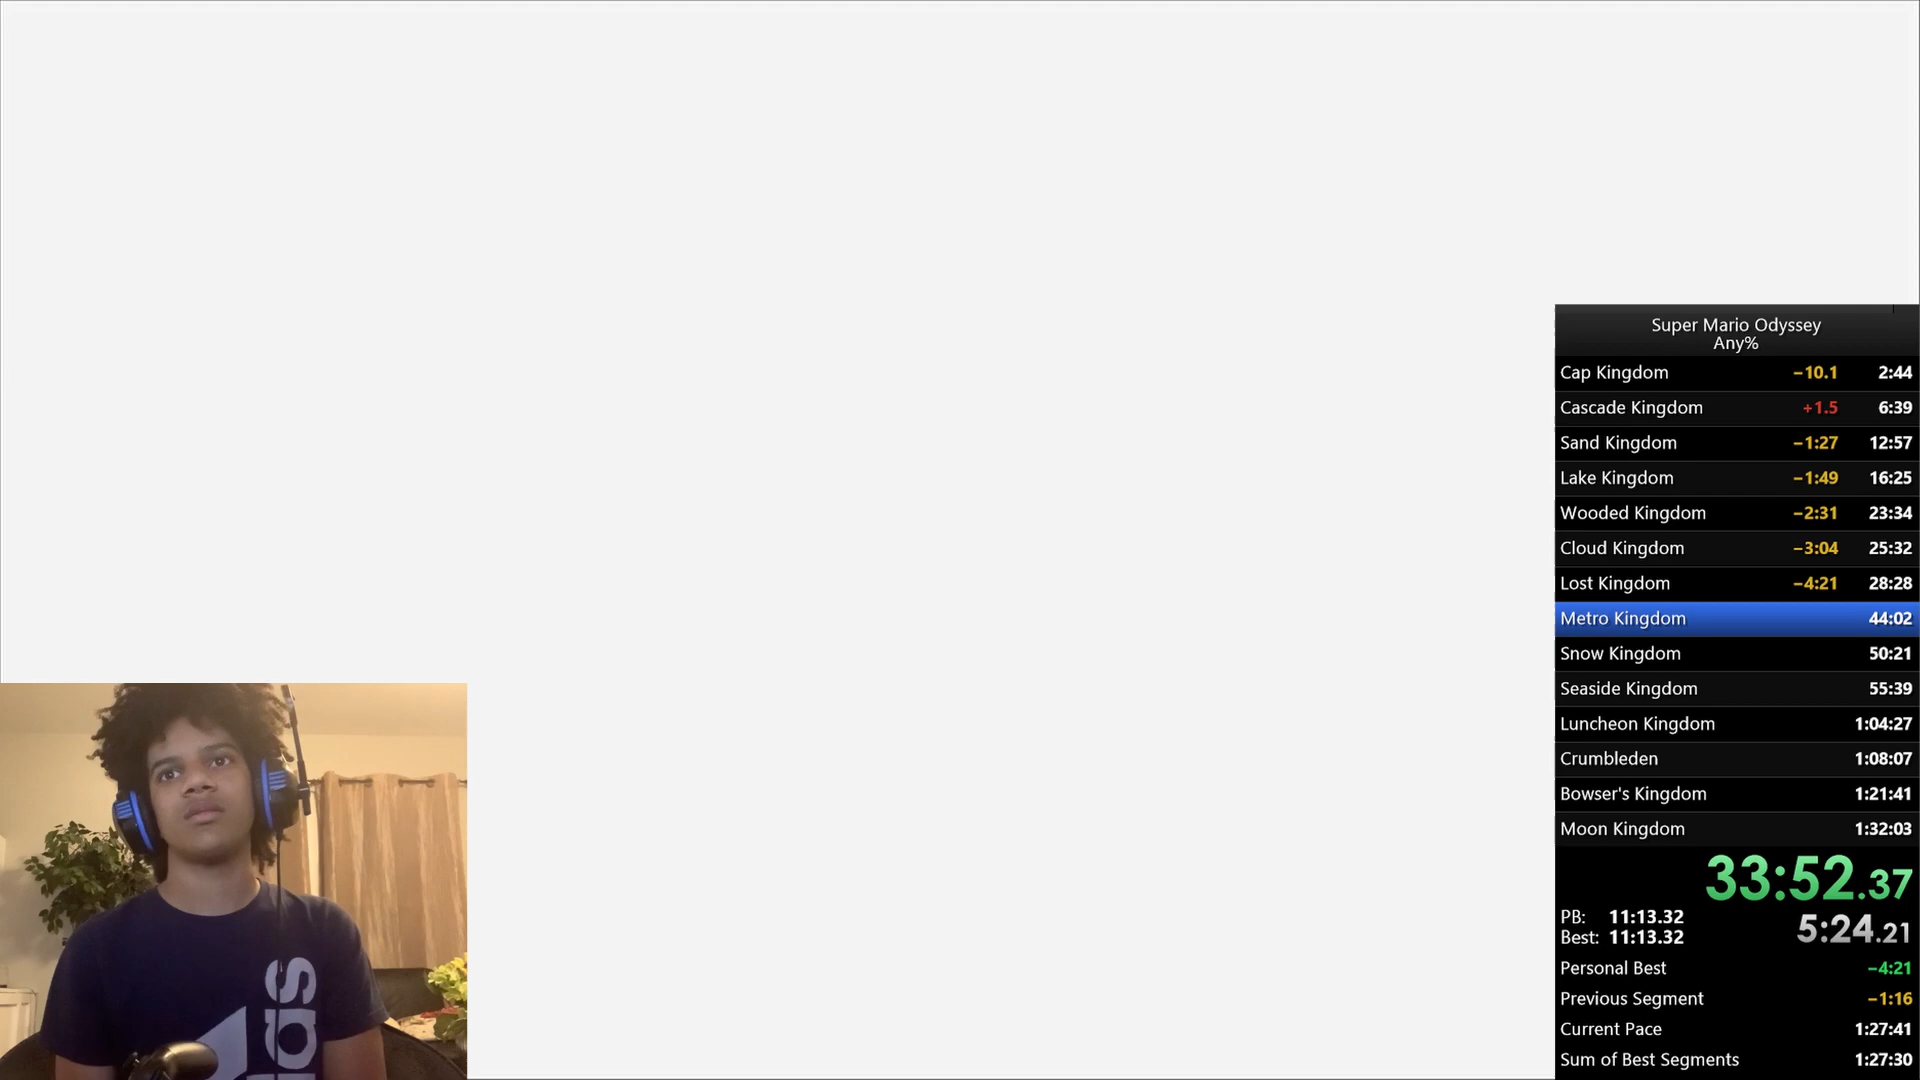 Super Mario Odyssey
Any%
Cap Kingdom −10.1 2:44
Cascade Kingdom +1.5 6:39
Sand Kingdom −1:27 12:57
Lake Kingdom −1:49 16:25
Wooded Kingdom −2:31 23:34
Cloud Kingdom −3:04 25:32
Lost Kingdom −4:21 28:28
Metro Kingdom 44:02
Snow Kingdom 50:21
Seaside Kingdom 55:39
Luncheon Kingdom 1:04:27
Crumbleden 1:08:07
Bowser's Kingdom 1:21:41
Moon Kingdom 1:32:03
33:52.37
PB: 11:13.32
Best: 11:13.32
5:24.21
Personal Best −4:21
Previous Segment −1:16
Current Pace 1:27:41
Sum of Best Segments 1:27:30